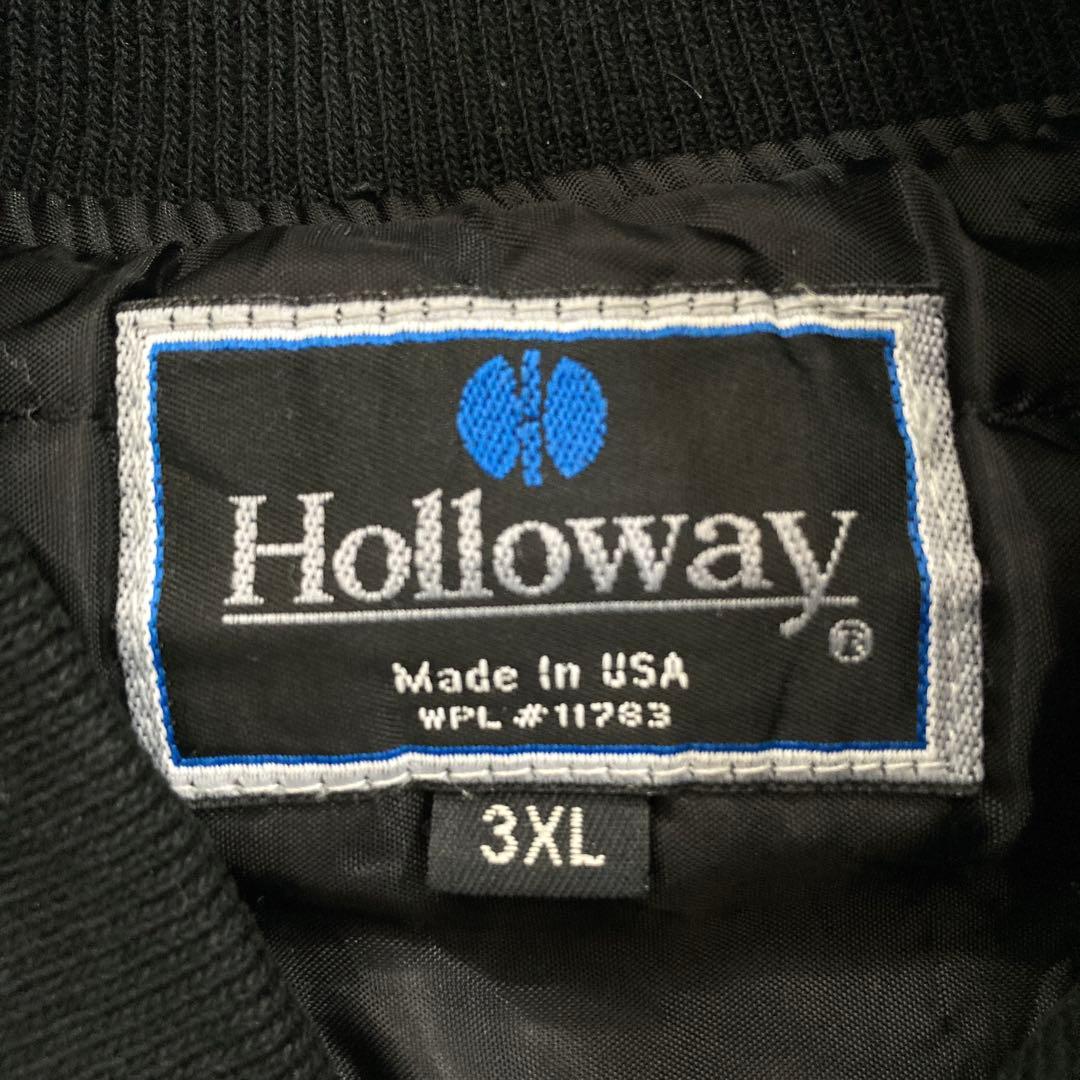 Holloway
®
Made In USA
WPL #11783
3XL